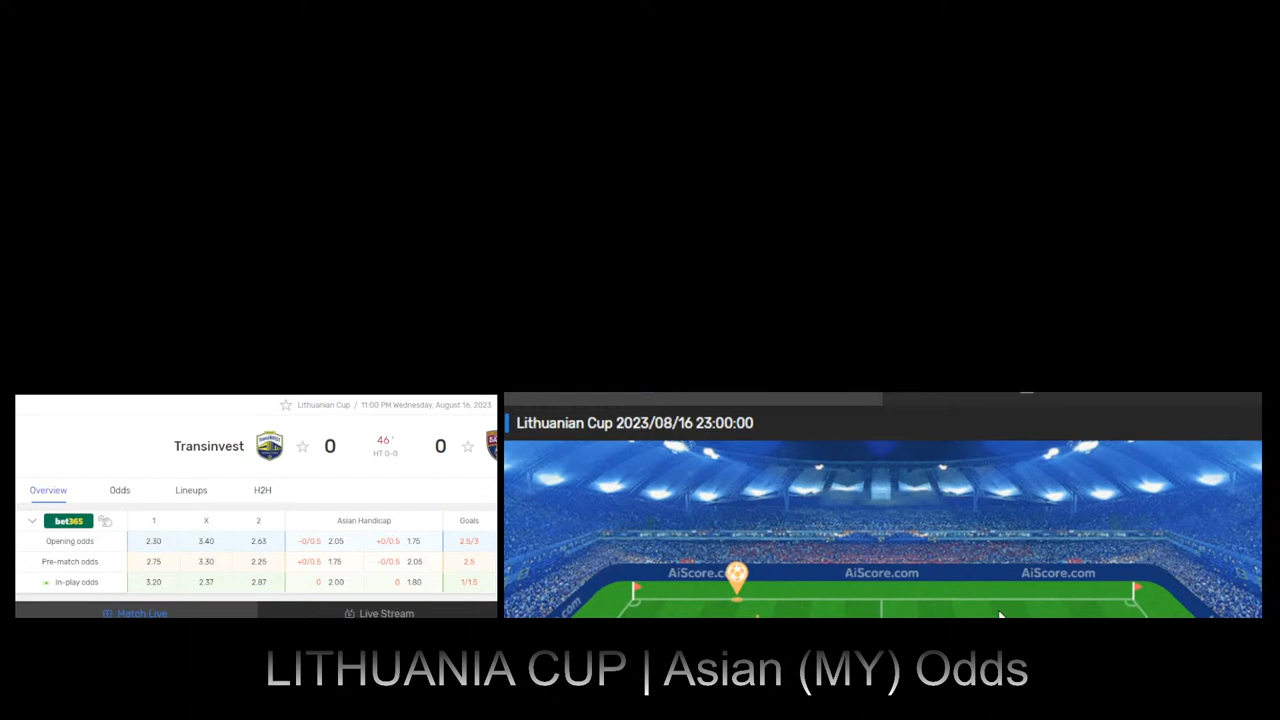 Lithuanian Cup / 11:00 PM Wednesday, August 16, 2023
Transinvest 0 46 ' 0
HT 0-0
Overview Odds Lineups H2H
bet365 1 X 2 Asian Handicap Goals
Opening odds 2.30 3.40 2.63 -0/0.5 2.05 +0/0.5 1.75 2.5/3
Pre-match odds 2.75 3.30 2.25 +0/0.5 1.75 -0/0.5 2.05 2.5
In-play odds 3.20 2.37 2.87 0 2.00 0 1.80 1/1.5
Match Live Live Stream
Lithuanian Cup 2023/08/16 23:00:00
AiScore.com AiScore.com AiScore.com
com
LITHUANIA CUP | Asian (MY) Odds